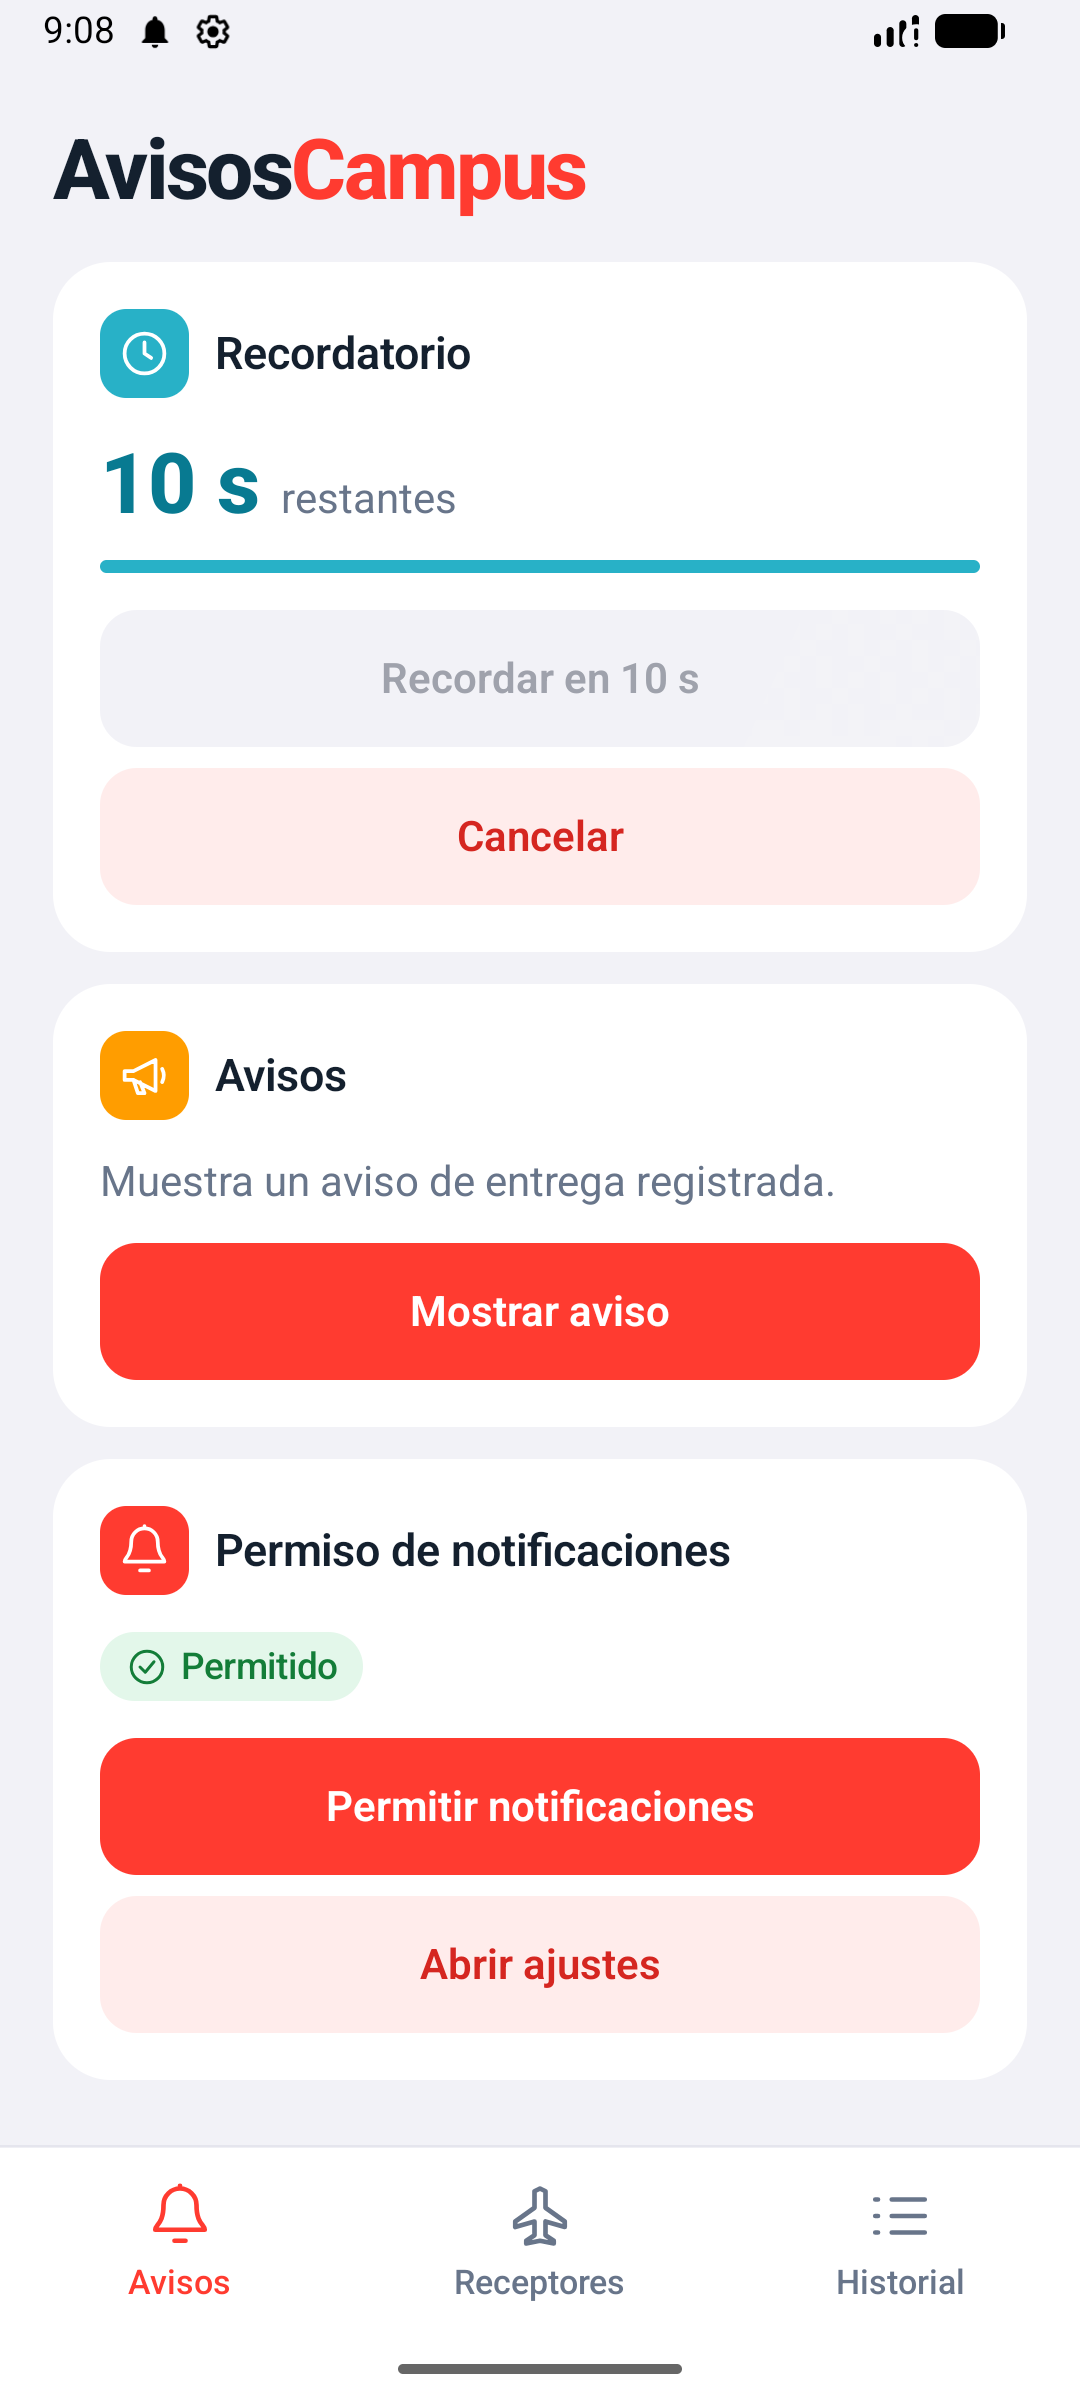 9:08
AvisosCampus
Recordatorio
10 s restantes
Recordar en 10 s
Cancelar
Avisos
Muestra un aviso de entrega registrada.
Mostrar aviso
Permiso de notificaciones
Permitido
Permitir notificaciones
Abrir ajustes
Avisos
Receptores
Historial